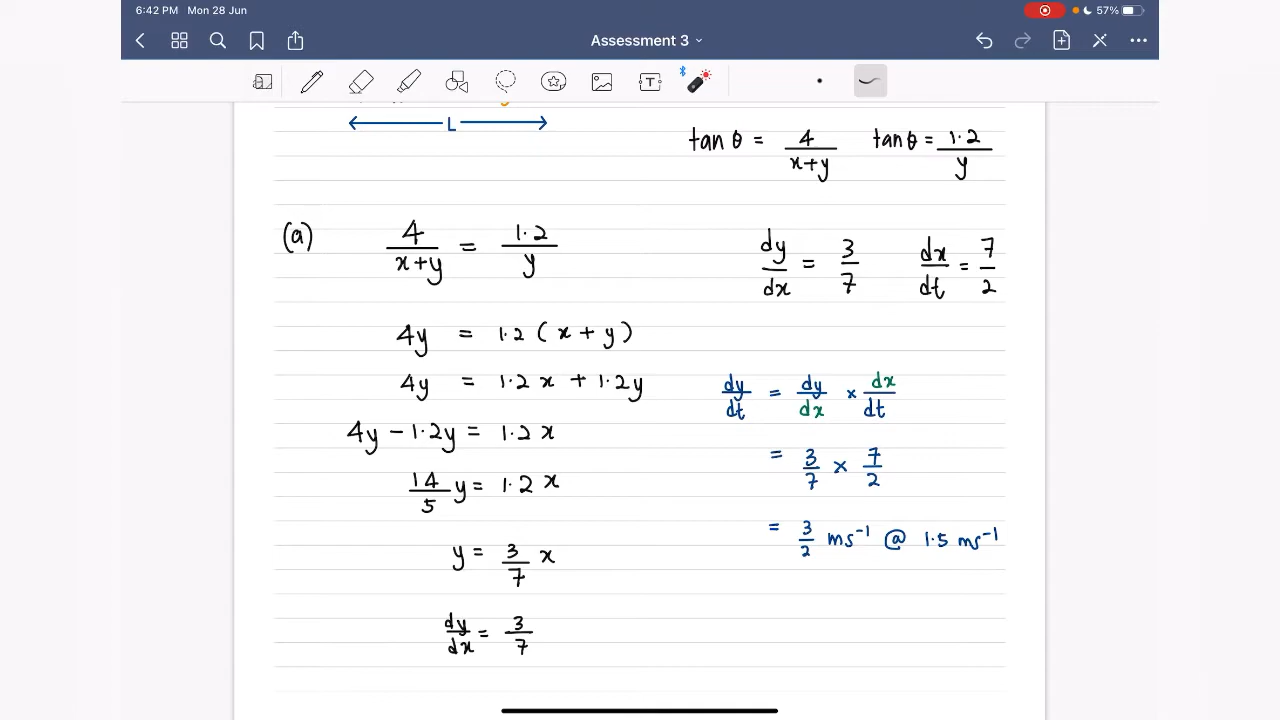 6:42 PM Mon 28 Jun
57%
Assessment 3
L
tan θ = 4/(x+y) tan θ = 1.2/y
(a) 4/(x+y) = 1.2/y
dy/dx = 3/7 dx/dt = 7/2
4y = 1.2 (x + y)
4y = 1.2x + 1.2y
4y - 1.2y = 1.2x
14/5 y = 1.2x
y = 3/7 x
dy/dx = 3/7
dy/dt = dy/dx × dx/dt
= 3/7 × 7/2
= 3/2 ms⁻¹ @ 1.5 ms⁻¹